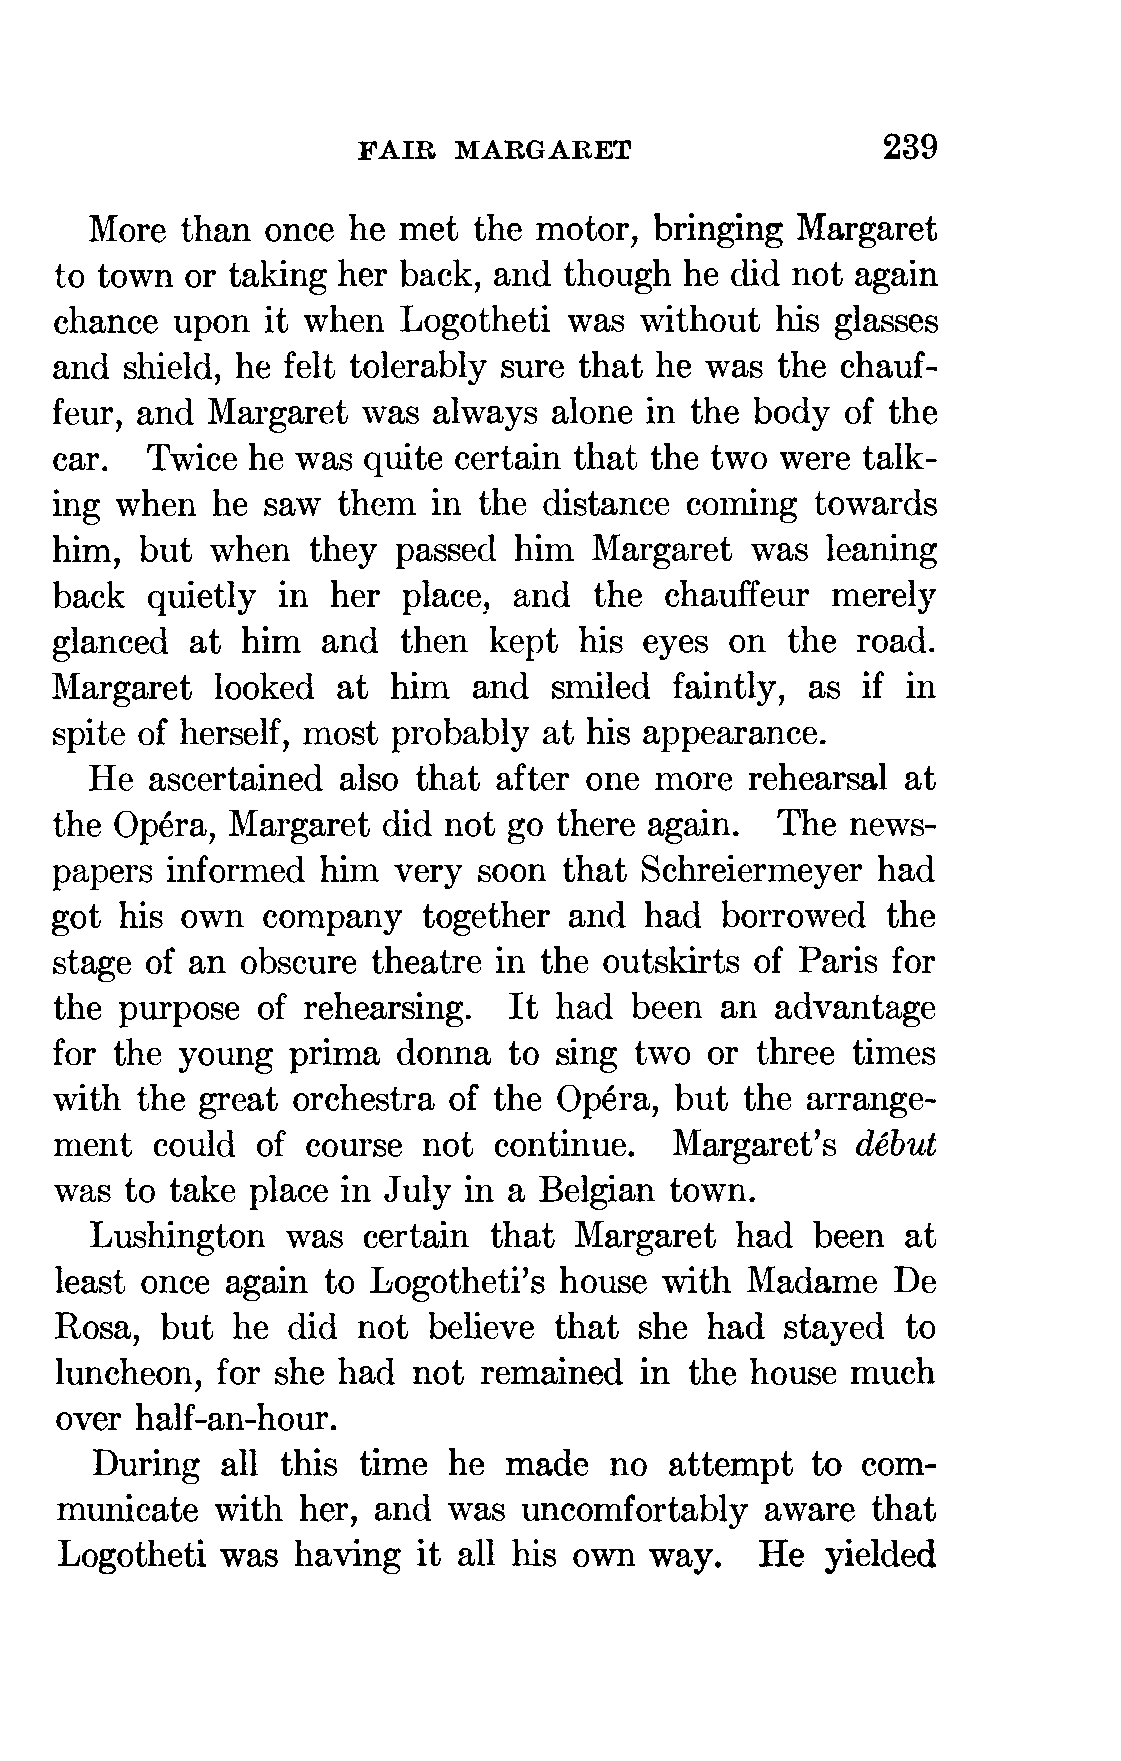 FAIR MARGARET 239
More than once he met the motor, bringing Margaret
to town or taking her back, and though he did not again
chance upon it when Logotheti was without his glasses
and shield, he felt tolerably sure that he was the chauf-
feur, and Margaret was always alone in the body of the
car. Twice he was quite certain that the two were talk-
ing when he saw them in the distance coming towards
him, but when they passed him Margaret was leaning
back quietly in her place, and the chauffeur merely
glanced at him and then kept his eyes on the road.
Margaret looked at him and smiled faintly, as if in
spite of herself, most probably at his appearance.
He ascertained also that after one more rehearsal at
the Opéra, Margaret did not go there again. The news-
papers informed him very soon that Schreiermeyer had
got his own company together and had borrowed the
stage of an obscure theatre in the outskirts of Paris for
the purpose of rehearsing. It had been an advantage
for the young prima donna to sing two or three times
with the great orchestra of the Opéra, but the arrange-
ment could of course not continue. Margaret's début
was to take place in July in a Belgian town.
Lushington was certain that Margaret had been at
least once again to Logotheti's house with Madame De
Rosa, but he did not believe that she had stayed to
luncheon, for she had not remained in the house much
over half-an-hour.
During all this time he made no attempt to com-
municate with her, and was uncomfortably aware that
Logotheti was having it all his own way. He yielded